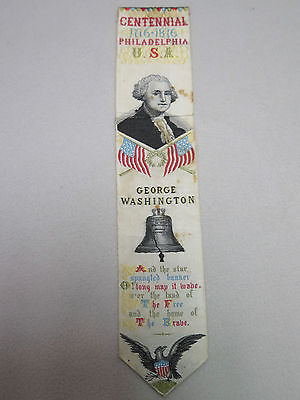 CENTENNIAL
1776-1876
PHILADELPHIA
U.S.A.
GEORGE
WASHINGTON
And the star
spangled banner
O! long may it wave,
o'er the land of
The Free
and the home of
The Brave.